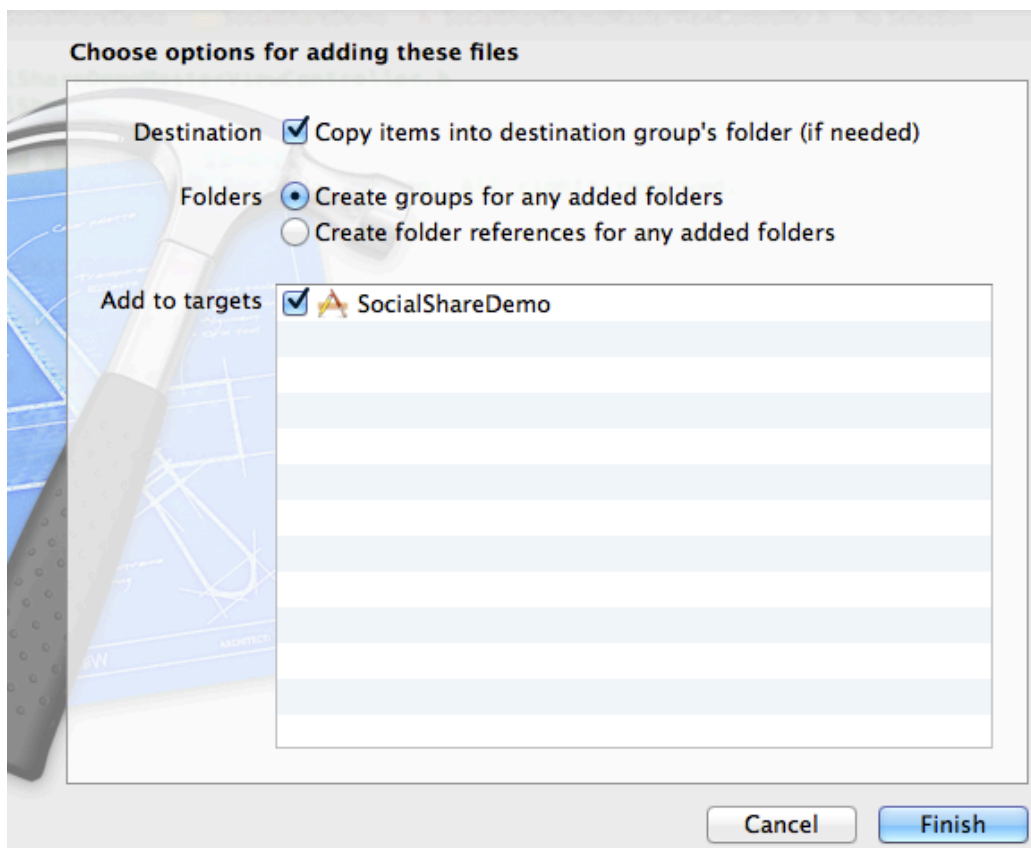 Choose options for adding these files
Destination Copy items into destination group's folder (if needed)
Folders Create groups for any added folders
Create folder references for any added folders
Add to targets SocialShareDemo
ARCHITECT:
Cancel Finish